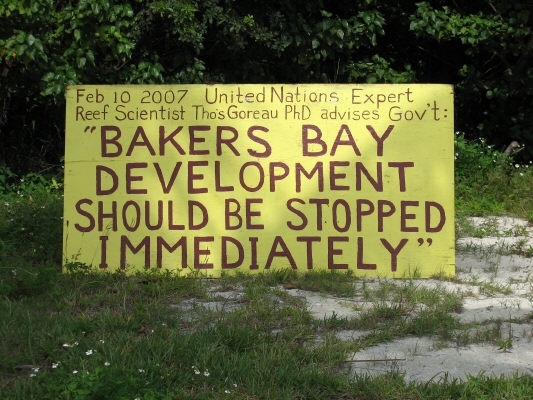 Feb 10 2007 United Nations Expert
Reef Scientist Tho's Goreau PhD advises Gov't:
"BAKERS BAY
DEVELOPMENT
SHOULD BE STOPPED
IMMEDIATELY"